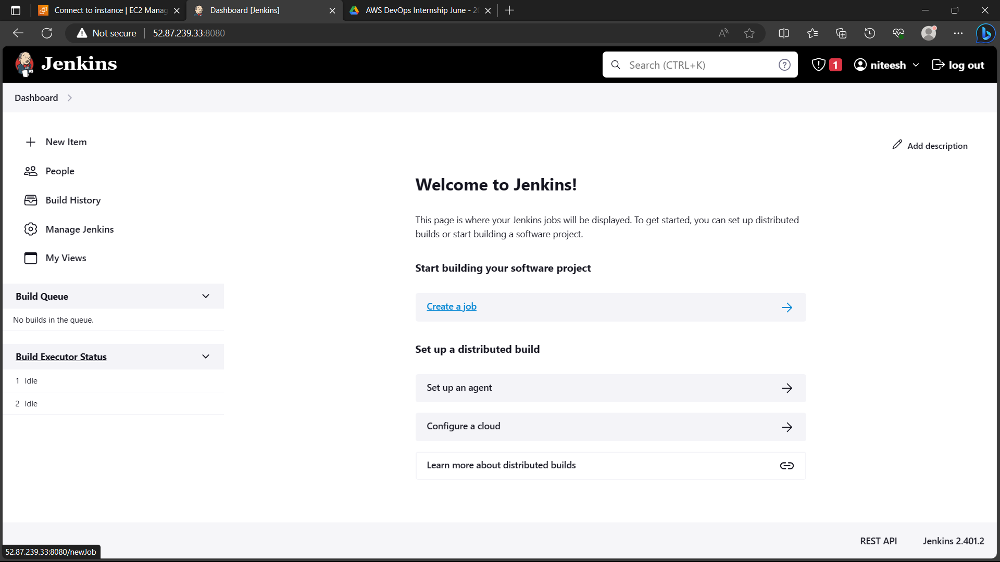 Connect to instance | EC2 Manag
Dashboard [Jenkins]
AWS DevOps Internship June - 20
Not secure
52.87.239.33:8080
Jenkins
Search (CTRL+K)
1
niteesh
log out
Dashboard
New Item
People
Build History
Manage Jenkins
My Views
Build Queue
No builds in the queue.
Build Executor Status
1 Idle
2 Idle
Add description
Welcome to Jenkins!
This page is where your Jenkins jobs will be displayed. To get started, you can set up distributed
builds or start building a software project.
Start building your software project
Create a job
Set up a distributed build
Set up an agent
Configure a cloud
Learn more about distributed builds
REST API
Jenkins 2.401.2
52.87.239.33:8080/newJob